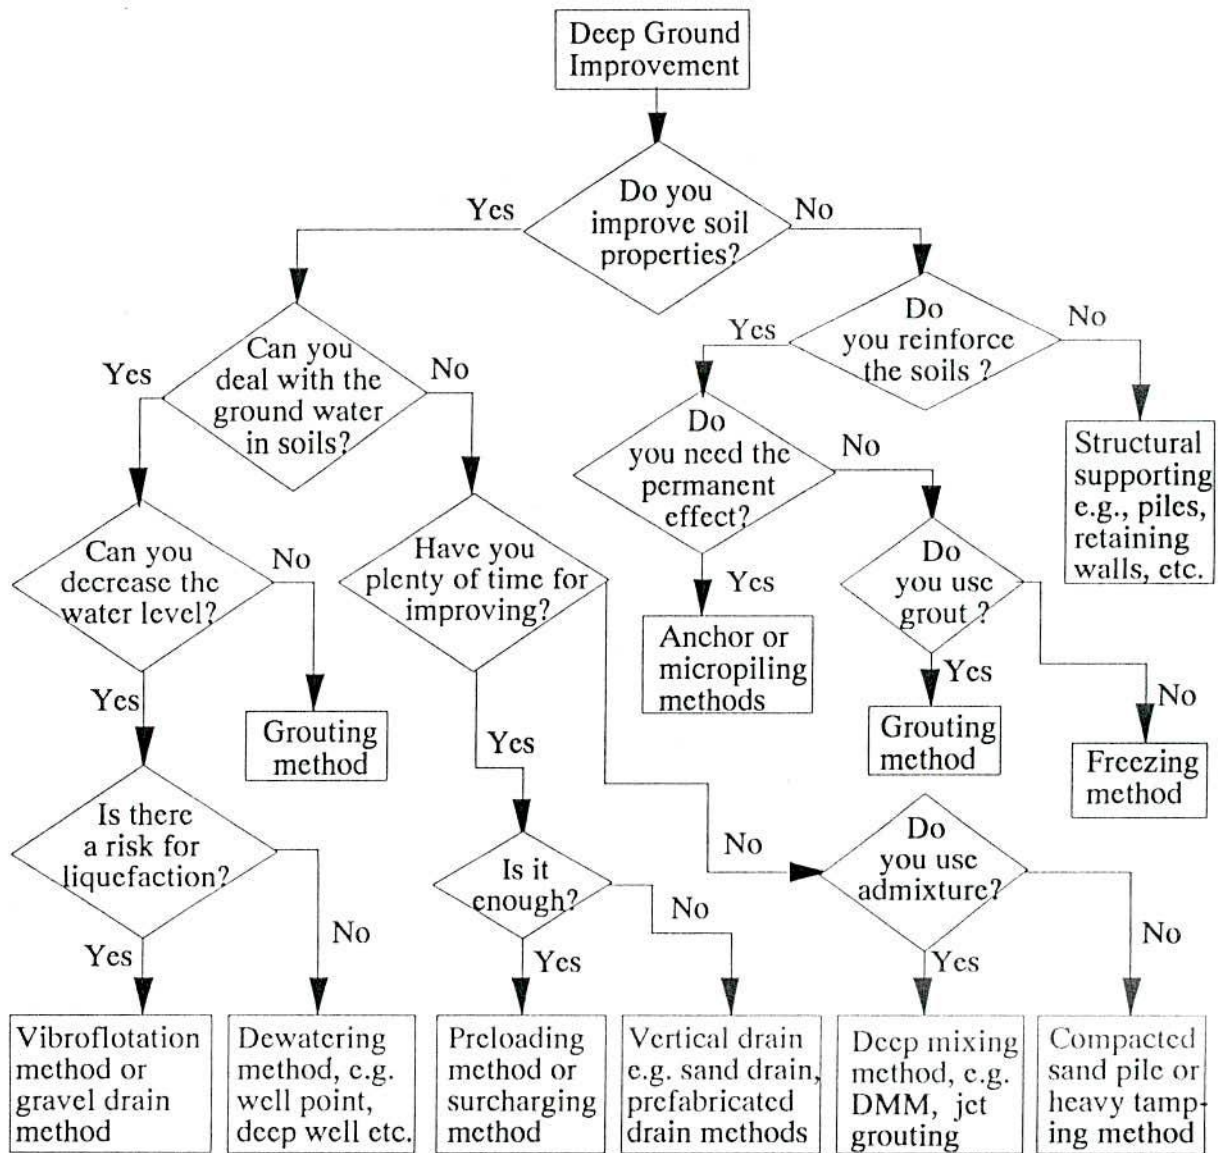 Deep Ground
Improvement
Do you
improve soil
properties?
Yes
No
Do
you reinforce
the soils ?
Yes
No
Can you
deal with the
ground water
in soils?
Yes
No
Do
you need the
permanent
effect?
No
Yes
Structural
supporting
e.g., piles,
retaining
walls, etc.
Can you
decrease the
water level?
No
Yes
Have you
plenty of time for
improving?
Yes
No
Do
you use
grout ?
Yes
No
Anchor or
micropiling
methods
Grouting
method
Grouting
method
Freezing
method
Is there
a risk for
liquefaction?
Yes
No
Is it
enough?
Yes
No
Do
you use
admixture?
Yes
No
Vibroflotation
method or
gravel drain
method
Dewatering
method, e.g.
well point,
deep well etc.
Preloading
method or
surcharging
method
Vertical drain
e.g. sand drain,
prefabricated
drain methods
Deep mixing
method, e.g.
DMM, jet
grouting
Compacted
sand pile or
heavy tamp-
ing method